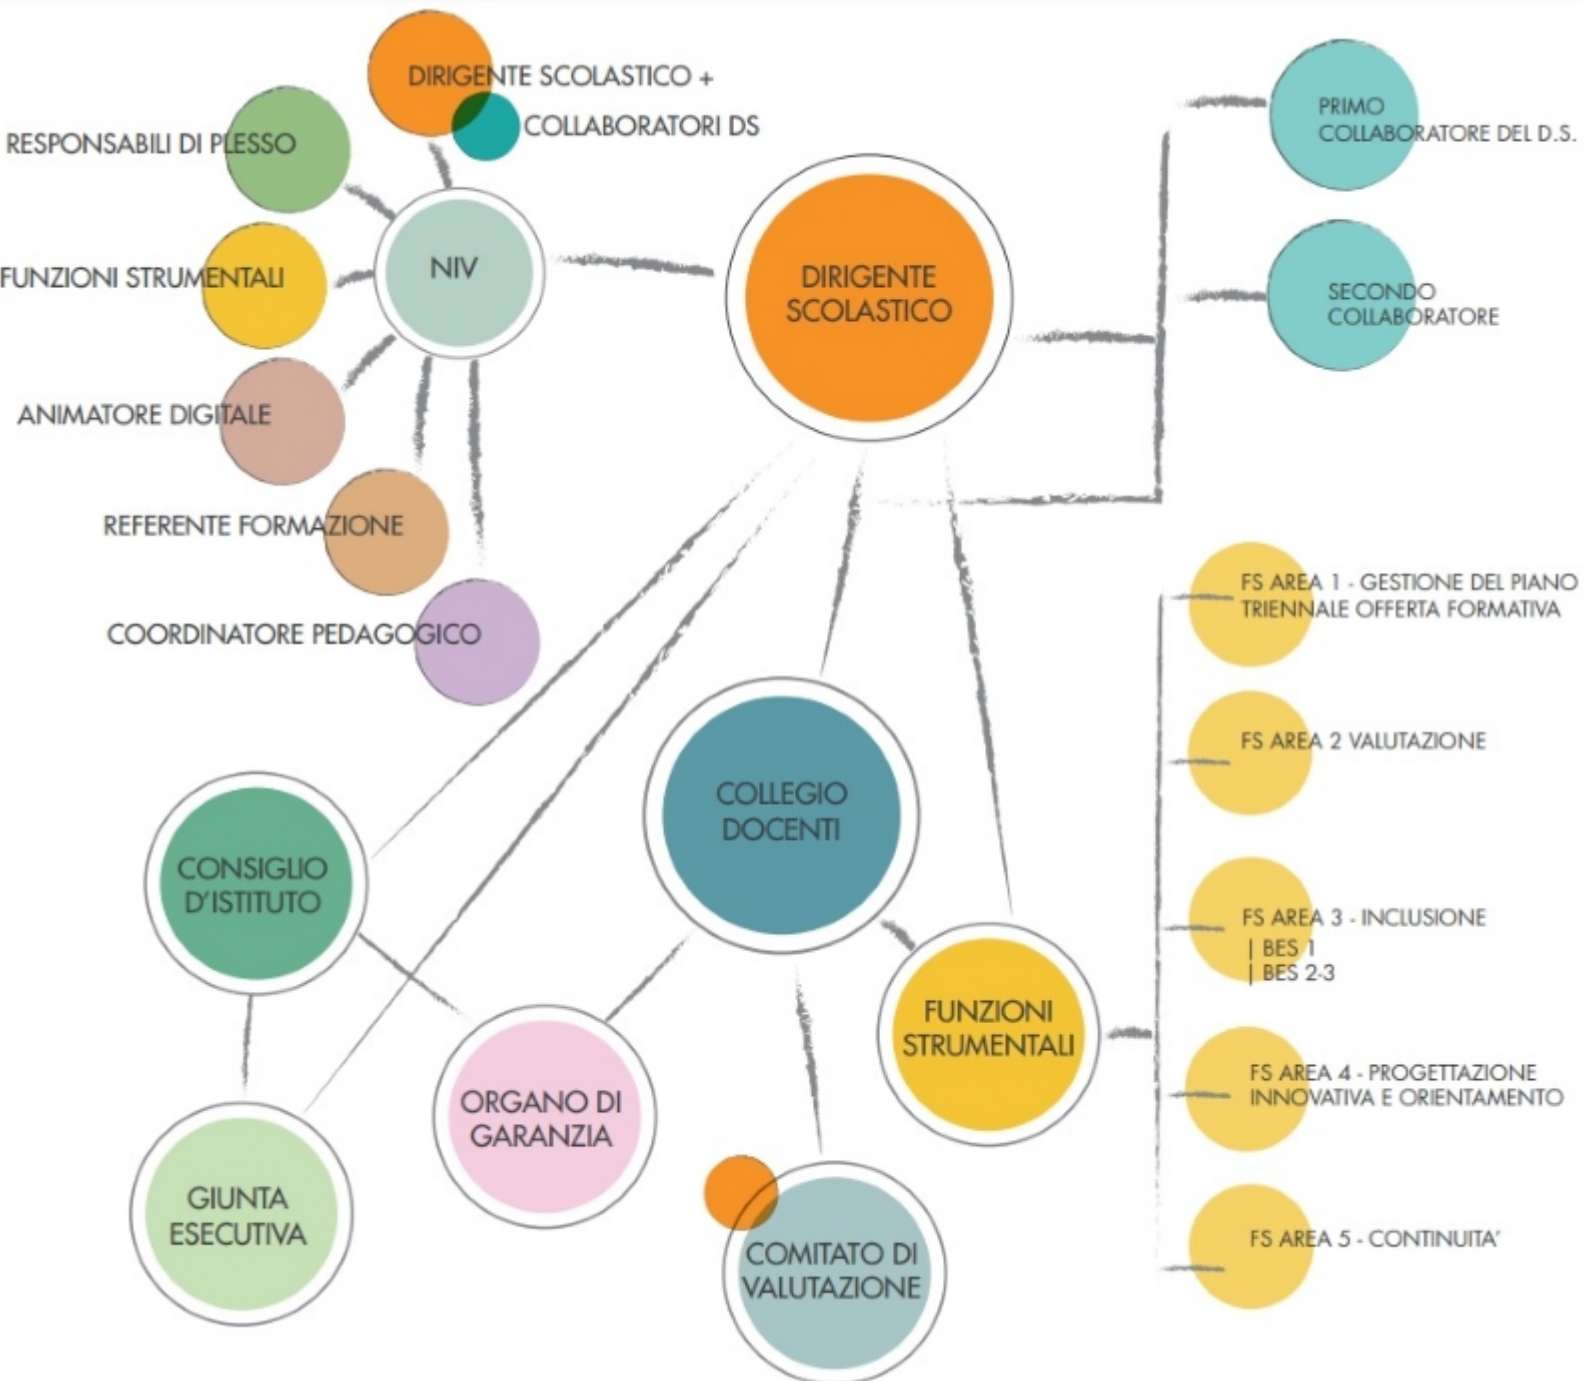 DIRIGENTE SCOLASTICO +
COLLABORATORI DS
RESPONSABILI DI PLESSO
FUNZIONI STRUMENTALI
ANIMATORE DIGITALE
REFERENTE FORMAZIONE
COORDINATORE PEDAGOGICO
NIV
DIRIGENTE
SCOLASTICO
PRIMO
COLLABORATORE DEL D.S.
SECONDO
COLLABORATORE
COLLEGIO
DOCENTI
CONSIGLIO
D'ISTITUTO
GIUNTA
ESECUTIVA
ORGANO DI
GARANZIA
COMITATO DI
VALUTAZIONE
FUNZIONI
STRUMENTALI
FS AREA 1 - GESTIONE DEL PIANO
TRIENNALE OFFERTA FORMATIVA
FS AREA 2 VALUTAZIONE
FS AREA 3 - INCLUSIONE
| BES 1
| BES 2-3
FS AREA 4 - PROGETTAZIONE
INNOVATIVA E ORIENTAMENTO
FS AREA 5 - CONTINUITA'